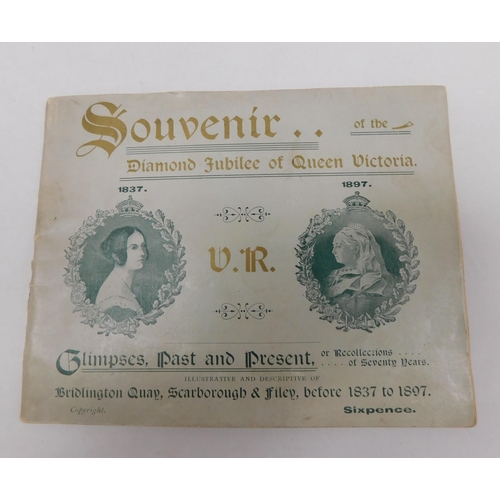 Souvenir . . of the
Diamond Jubilee of Queen Victoria.
1837. 1897.
V.R.
Glimpses, Past and Present, or Recollections . . . .
. . . . of Seventy Years.
ILLUSTRATIVE AND DESCRIPTIVE OF
Bridlington Quay, Scarborough & Filey, before 1837 to 1897.
Copyright. Sixpence.